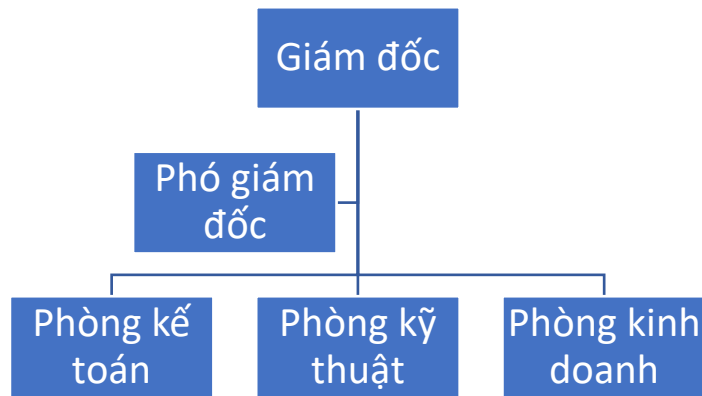 Giám đốc
Phó giám
đốc
Phòng kế
toán
Phòng kỹ
thuật
Phòng kinh
doanh